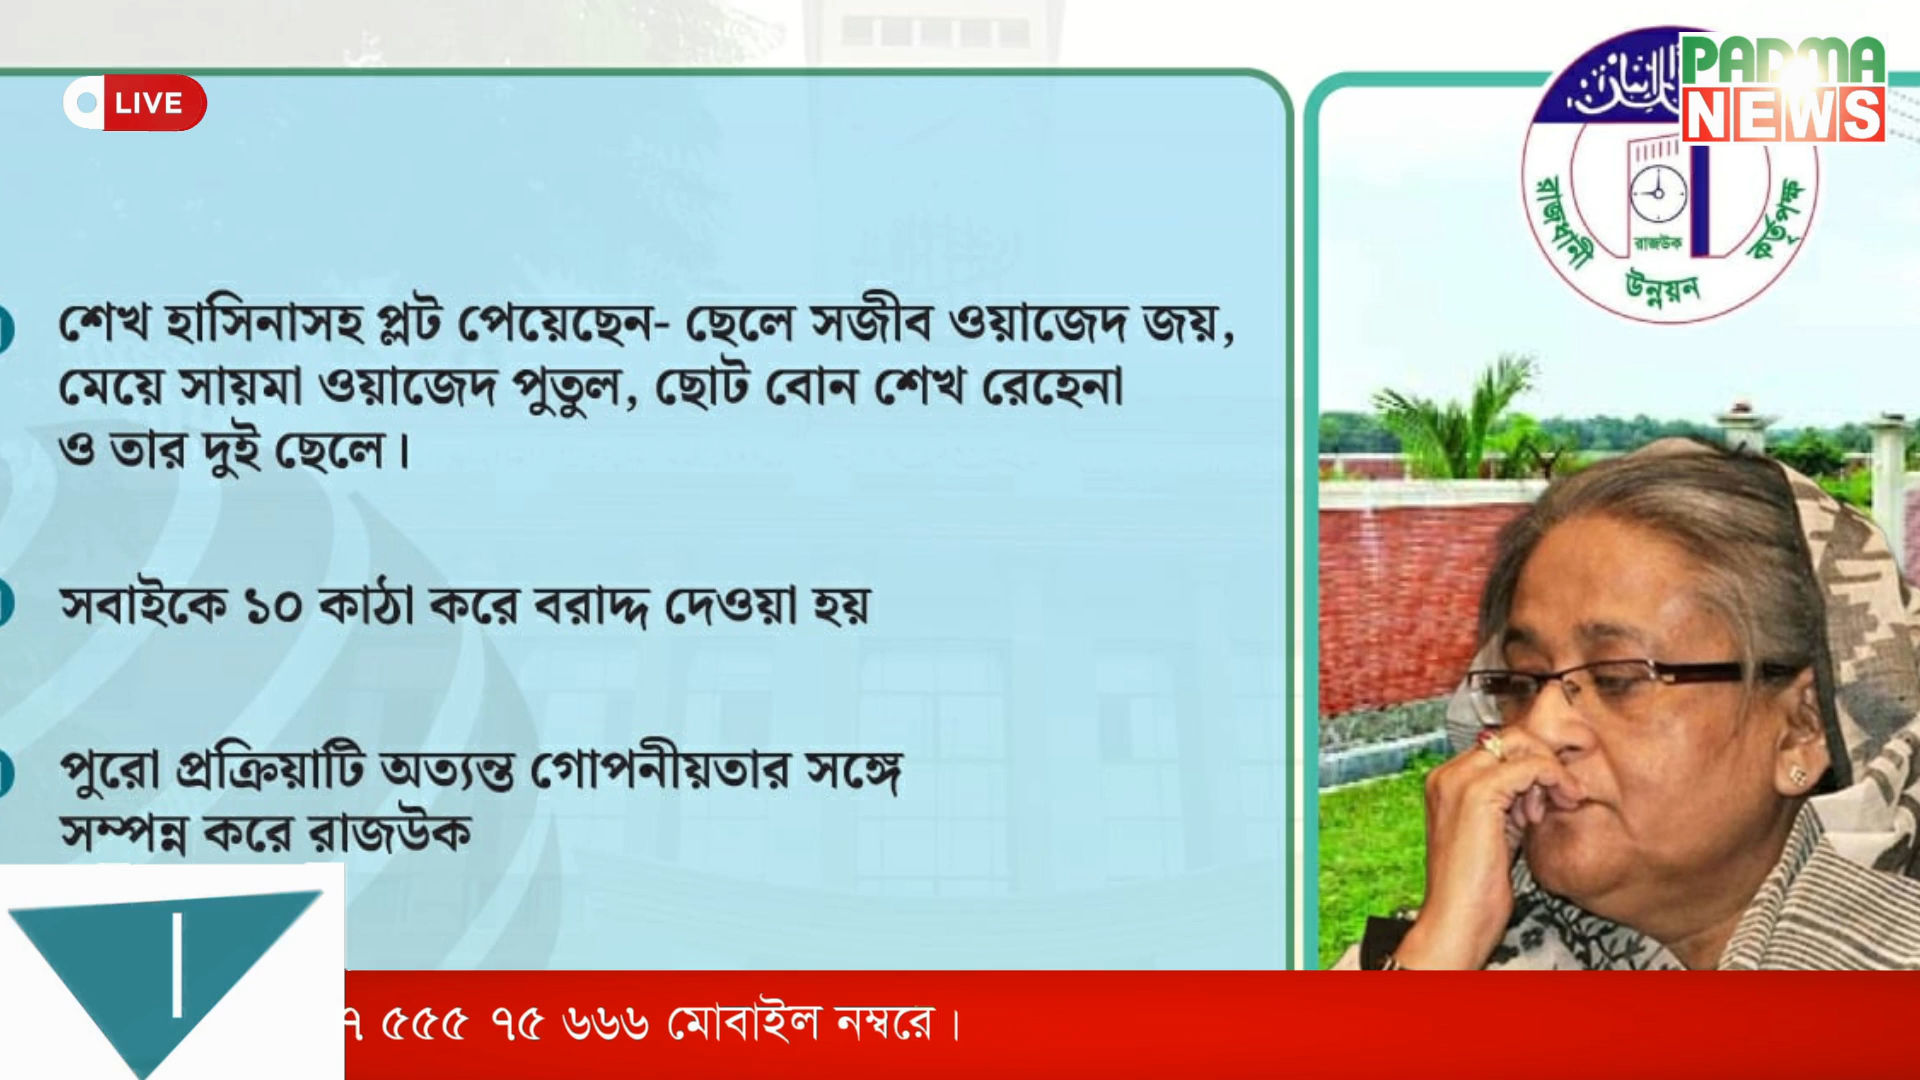 LIVE
PADMA
NEWS
রাজধানী উন্নয়ন কর্তৃপক্ষ
রাজউক
শেখ হাসিনাসহ প্লট পেয়েছেন- ছেলে সজীব ওয়াজেদ জয়,
মেয়ে সায়মা ওয়াজেদ পুতুল, ছোট বোন শেখ রেহেনা
ও তার দুই ছেলে।
সবাইকে ১০ কাঠা করে বরাদ্দ দেওয়া হয়
পুরো প্রক্রিয়াটি অত্যন্ত গোপনীয়তার সঙ্গে
সম্পন্ন করে রাজউক
৭ ৫৫৫ ৭৫ ৬৬৬ মোবাইল নম্বরে।